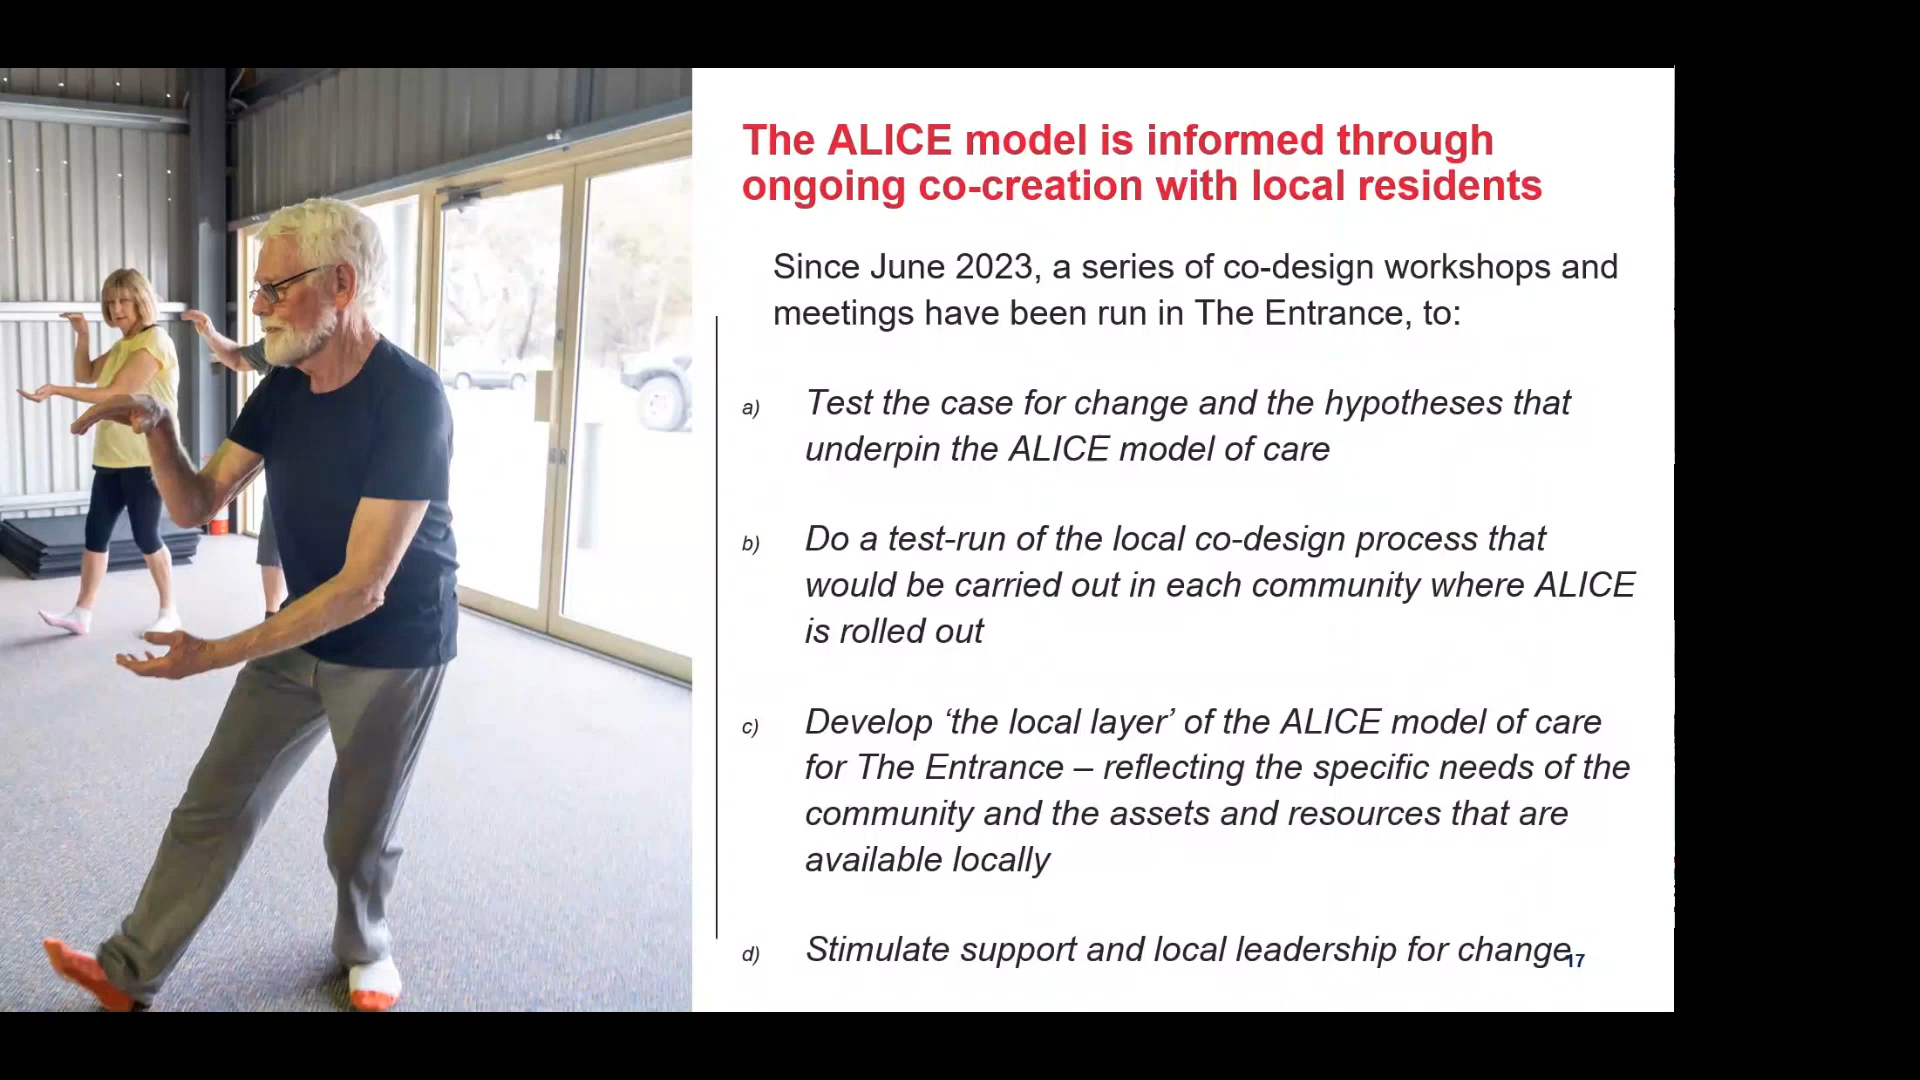 The ALICE model is informed through
ongoing co-creation with local residents
Since June 2023, a series of co-design workshops and
meetings have been run in The Entrance, to:
a) Test the case for change and the hypotheses that
underpin the ALICE model of care
b) Do a test-run of the local co-design process that
would be carried out in each community where ALICE
is rolled out
c) Develop ‘the local layer’ of the ALICE model of care
for The Entrance – reflecting the specific needs of the
community and the assets and resources that are
available locally
d) Stimulate support and local leadership for change
17